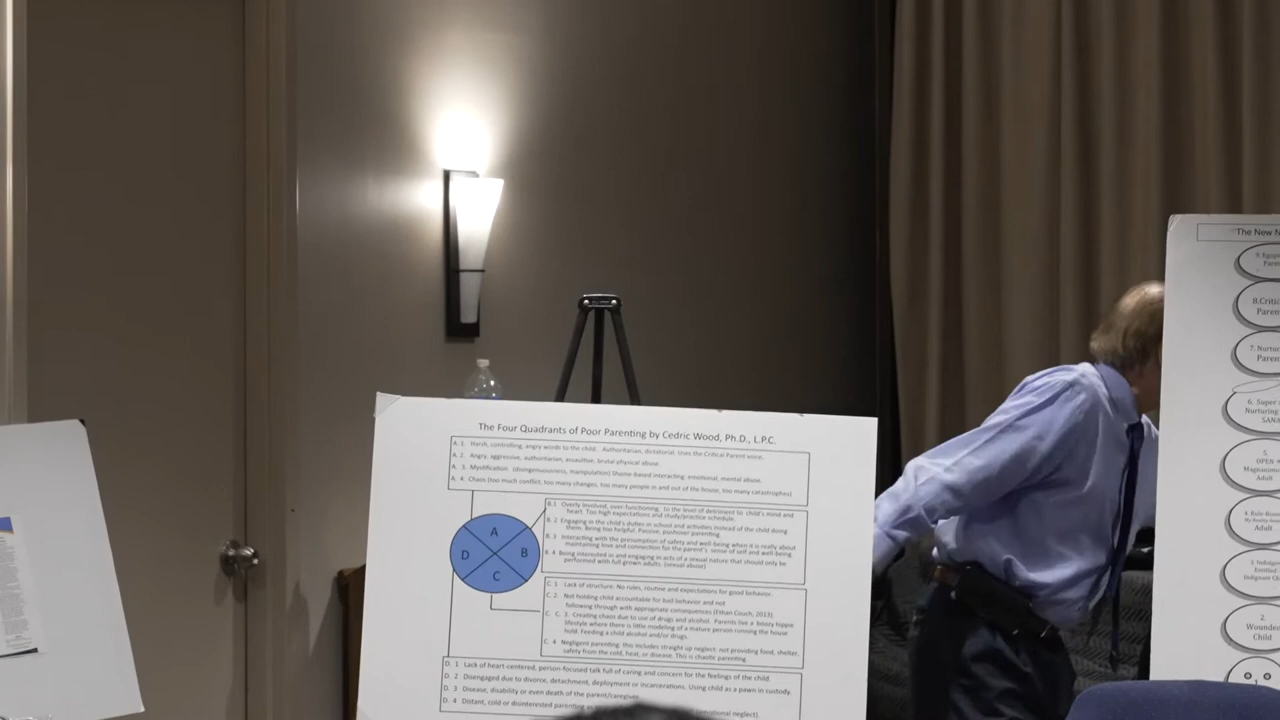 The Four Quadrants of Poor Parenting by Cedric Wood, Ph.D., L.P.C.
A. 1. Harsh, controlling, angry words to the child. Authoritarian, dictatorial. Uses the Critical Parent voice.
A. 2. Angry, aggressive, authoritarian, assaultive, brutal physical abuse.
A. 3. Mystification (disingenuousness, manipulation) Shame-based interacting: emotional, mental abuse.
A. 4. Chaos (too much conflict, too many changes, too many people in and out of the house, too many catastrophes)
A
B
C
D
B.1 Overly involved, over-functioning, to the level of detriment to child's mind and
heart. Too high expectations and study/practice schedule.
B. 2 Engaging in the child's duties in school and activities instead of the child doing
them. Being too helpful. Passive, pushover parenting.
B. 3 Interacting with the presumption of safety and well-being when it is really about
maintaining love and connection for the parent's sense of self and well-being.
B. 4 Being interested in and engaging in acts of a sexual nature that should only be
performed with full grown adults. (sexual abuse)
C. 1 Lack of structure: No rules, routine and expectations for good behavior.
C. 2. Not holding child accountable for bad behavior and not
following through with appropriate consequences (Ethan Couch, 2013).
C. C. 3. Creating chaos due to use of drugs and alcohol. Parents live a boozy hippie
lifestyle where there is little modeling of a mature person running the house
hold. Feeding a child alcohol and/or drugs.
C. 4 Negligent parenting: this includes straight up neglect: not providing food, shelter,
safety from the cold, heat, or disease. This is chaotic parenting.
D. 1 Lack of heart-centered, person-focused talk full of caring and concern for the feelings of the child.
D. 2 Disengaged due to divorce, detachment, deployment or incarcerations. Using child as a pawn in custody.
D. 3 Disease, disability or even death of the parent/caregiver.
D. 4 Distant, cold or disinterested parenting neglect).
The New N
8.Critic
Paren
7. Nurtu
Paren
6. Super
Nurturing
SANA
5.
OPEN
Magnanimo
Adult
Adult
2.
Wounded
Child